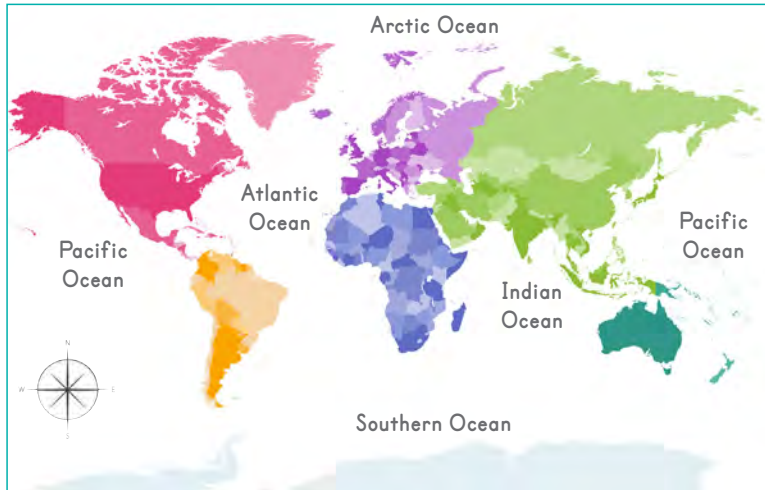 Arctic Ocean
Atlantic
Ocean
Pacific
Ocean
Pacific
Ocean
Indian
Ocean
N
W
E
S
Southern Ocean